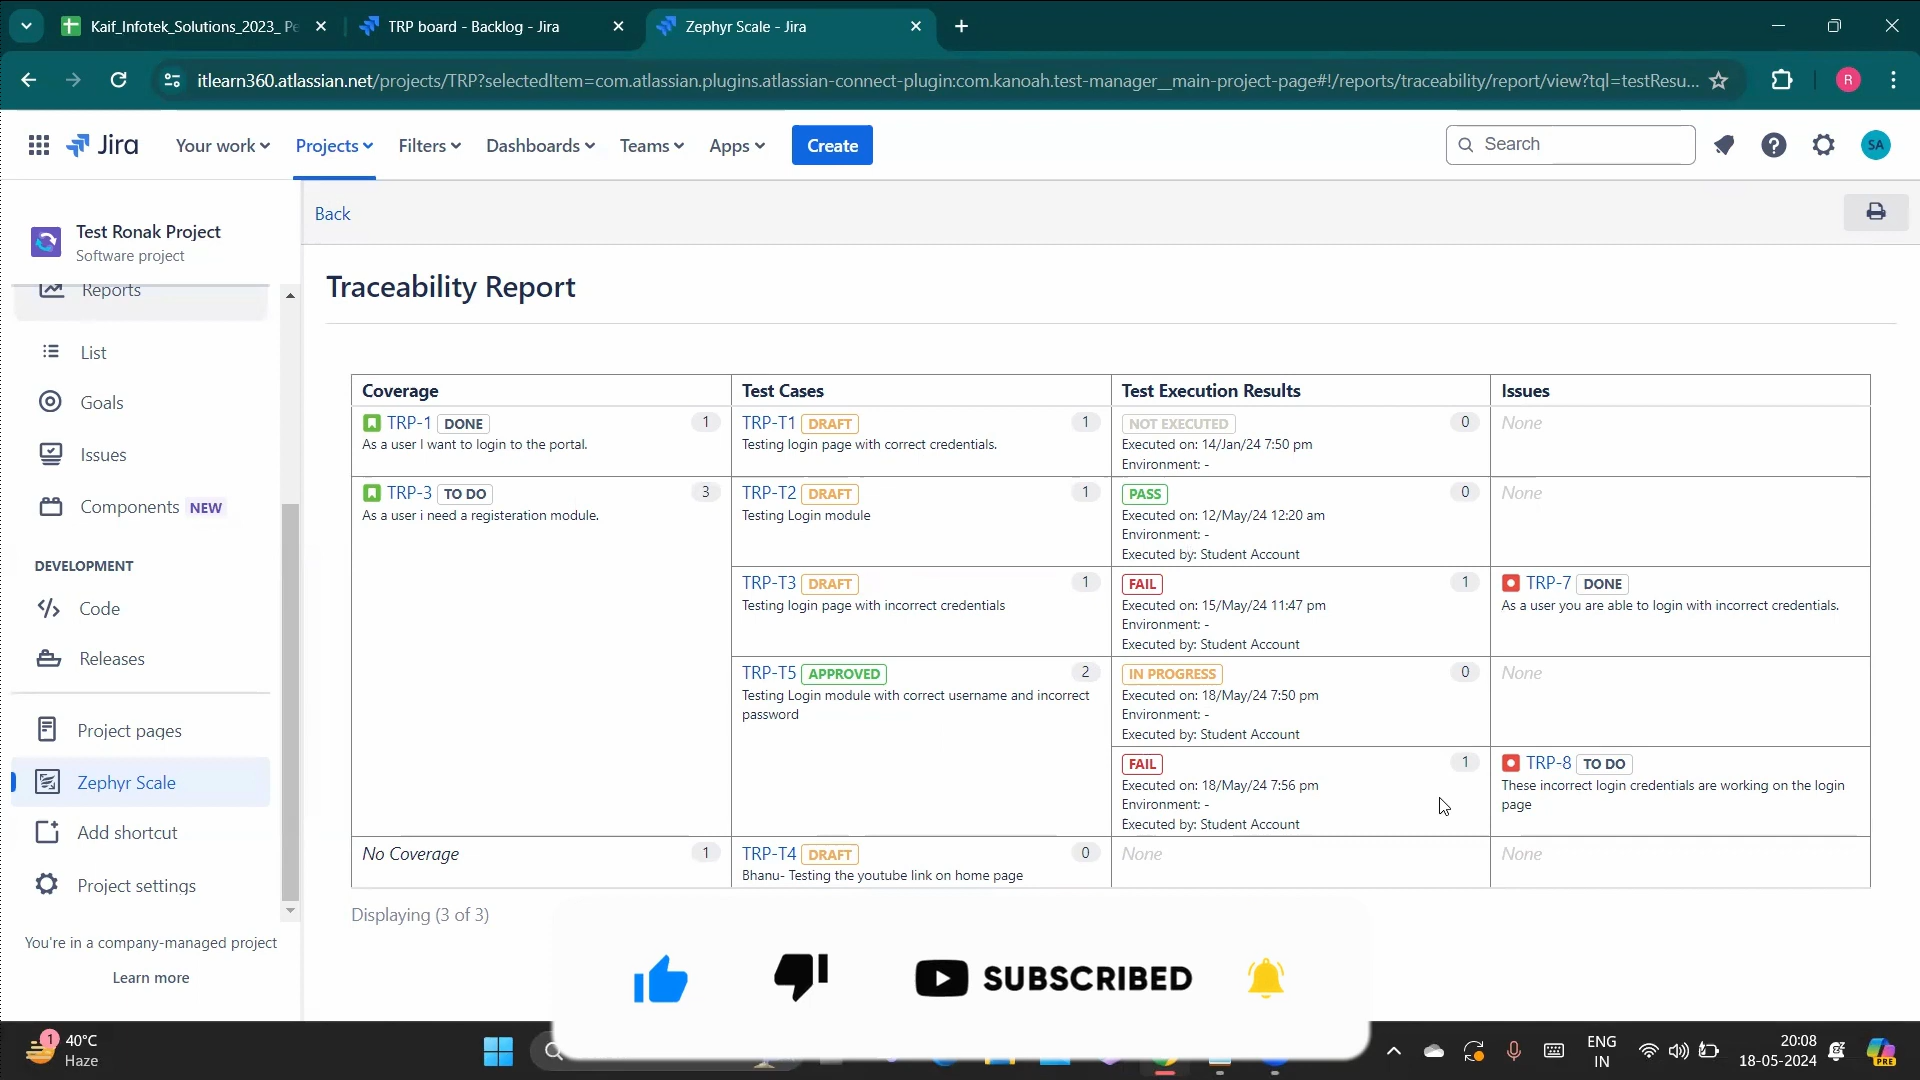 Kaif_Infotek_Solutions_2023_ Pe
TRP board - Backlog - Jira
Zephyr Scale - Jira
itlearn360.atlassian.net/projects/TRP?selectedItem=com.atlassian.plugins.atlassian-connect-plugin:com.kanoah.test-manager__main-project-page#!/reports/traceability/report/view?tql=testResu...
R
Jira
Your work
Projects
Filters
Dashboards
Teams
Apps
Create
Search
SA
Test Ronak Project
Software project
Reports
List
Goals
Issues
Components NEW
DEVELOPMENT
Code
Releases
Project pages
Zephyr Scale
Add shortcut
Project settings
You're in a company-managed project
Learn more
Back
Traceability Report
Coverage
Test Cases
Test Execution Results
Issues
TRP-1 DONE 1
As a user I want to login to the portal.
TRP-T1 DRAFT 1
Testing login page with correct credentials.
NOT EXECUTED 0
Executed on: 14/Jan/24 7:50 pm
Environment: -
None
TRP-3 TO DO 3
As a user i need a registeration module.
TRP-T2 DRAFT 1
Testing Login module
PASS 0
Executed on: 12/May/24 12:20 am
Environment: -
Executed by: Student Account
None
TRP-T3 DRAFT 1
Testing login page with incorrect credentials
FAIL 1
Executed on: 15/May/24 11:47 pm
Environment: -
Executed by: Student Account
TRP-7 DONE
As a user you are able to login with incorrect credentials.
TRP-T5 APPROVED 2
Testing Login module with correct username and incorrect
password
IN PROGRESS 0
Executed on: 18/May/24 7:50 pm
Environment: -
Executed by: Student Account
None
FAIL 1
Executed on: 18/May/24 7:56 pm
Environment: -
Executed by: Student Account
TRP-8 TO DO
These incorrect login credentials are working on the login
page
No Coverage 1
TRP-T4 DRAFT 0
Bhanu- Testing the youtube link on home page
None
None
Displaying (3 of 3)
SUBSCRIBED
1
40°C
Haze
ENG
IN
20:08
18-05-2024
PRE